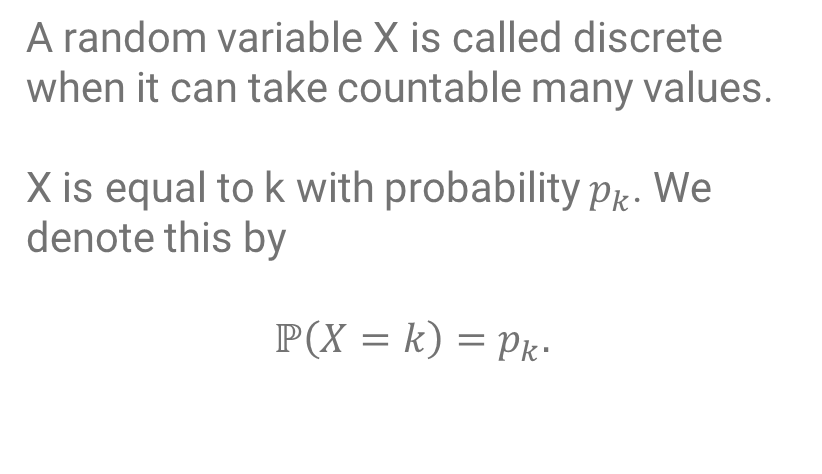 A random variable X is called discrete
when it can take countable many values.
X is equal to k with probability pₖ. We
denote this by
ℙ(X = k) = pₖ.